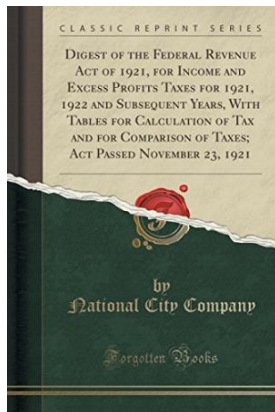 CLASSIC REPRINT SERIES
DIGEST OF THE FEDERAL REVENUE
ACT OF 1921, FOR INCOME AND
EXCESS PROFITS TAXES FOR 1921,
1922 AND SUBSEQUENT YEARS, WITH
TABLES FOR CALCULATION OF TAX
AND FOR COMPARISON OF TAXES;
ACT PASSED NOVEMBER 23, 1921
F
by
National City Company
Forgotten Books